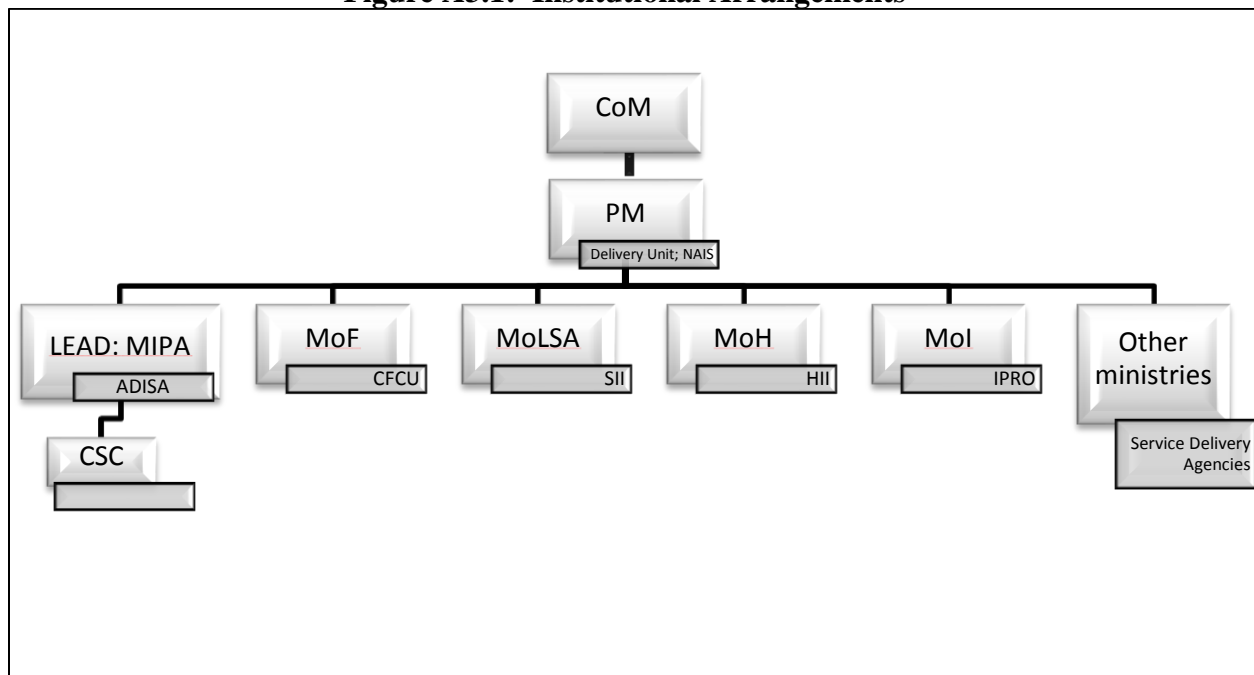 Figure A3.1: Institutional Arrangements
CoM
PM
Delivery Unit; NAIS
LEAD: MIPA
ADISA
CSC
MoF
CFCU
MoLSA
SII
MoH
HII
MoI
IPRO
Other
ministries
Service Delivery
Agencies